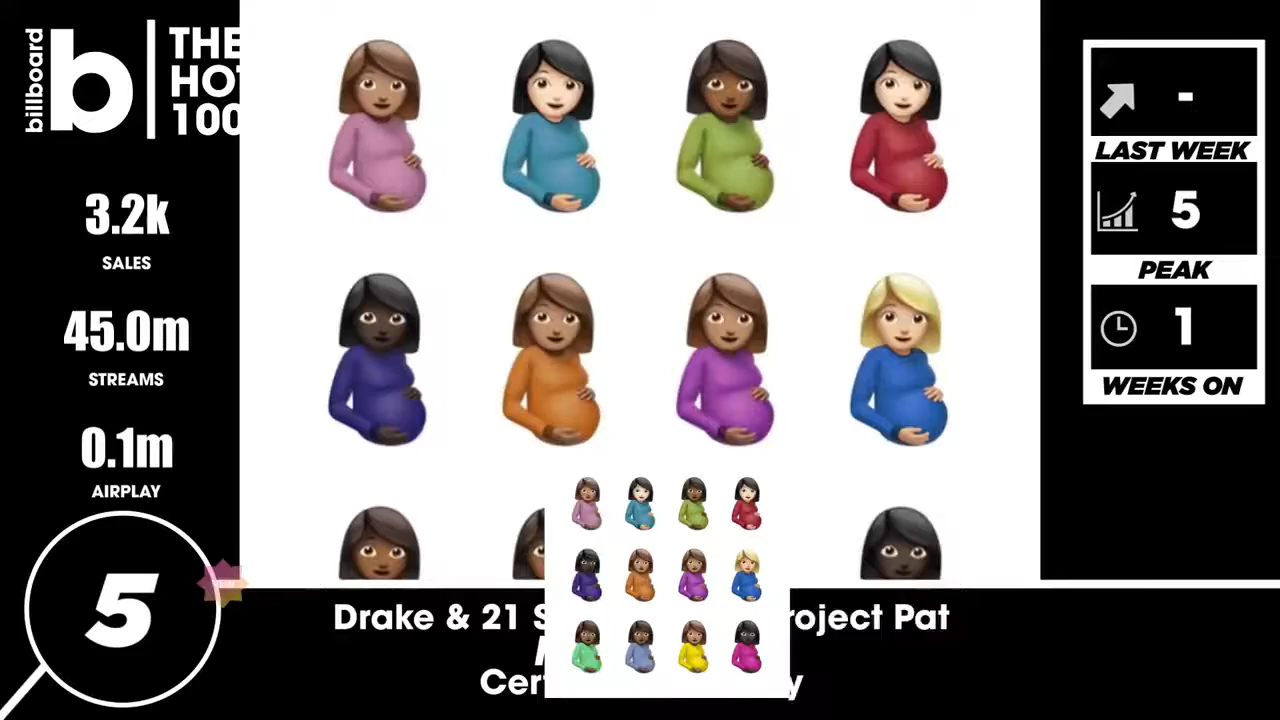 billboard
b
THE
HOT
100
3.2k
SALES
45.0m
STREAMS
0.1m
AIRPLAY
5
-
LAST WEEK
5
PEAK
1
WEEKS ON
Drake & 21 S
roject Pat
Cer
y